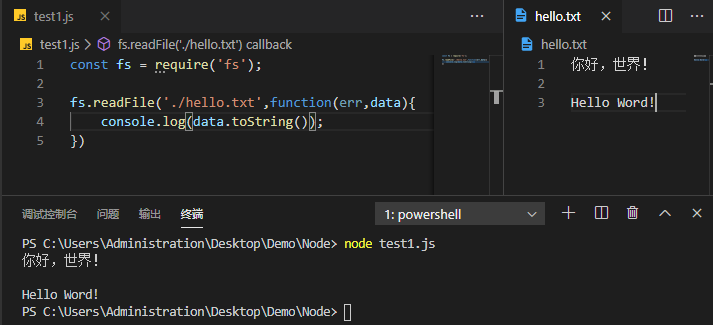 JS test1.js ×
JS test1.js > fs.readFile('./hello.txt') callback
1 const fs = require('fs');
2
3 fs.readFile('./hello.txt',function(err,data){
4 console.log(data.toString());
5 })
hello.txt ×
hello.txt
1 你好，世界！
2
3 Hello Word!
调试控制台 问题 输出 终端 1: powershell
PS C:\Users\Administration\Desktop\Demo\Node> node test1.js
你好，世界！
Hello Word!
PS C:\Users\Administration\Desktop\Demo\Node>